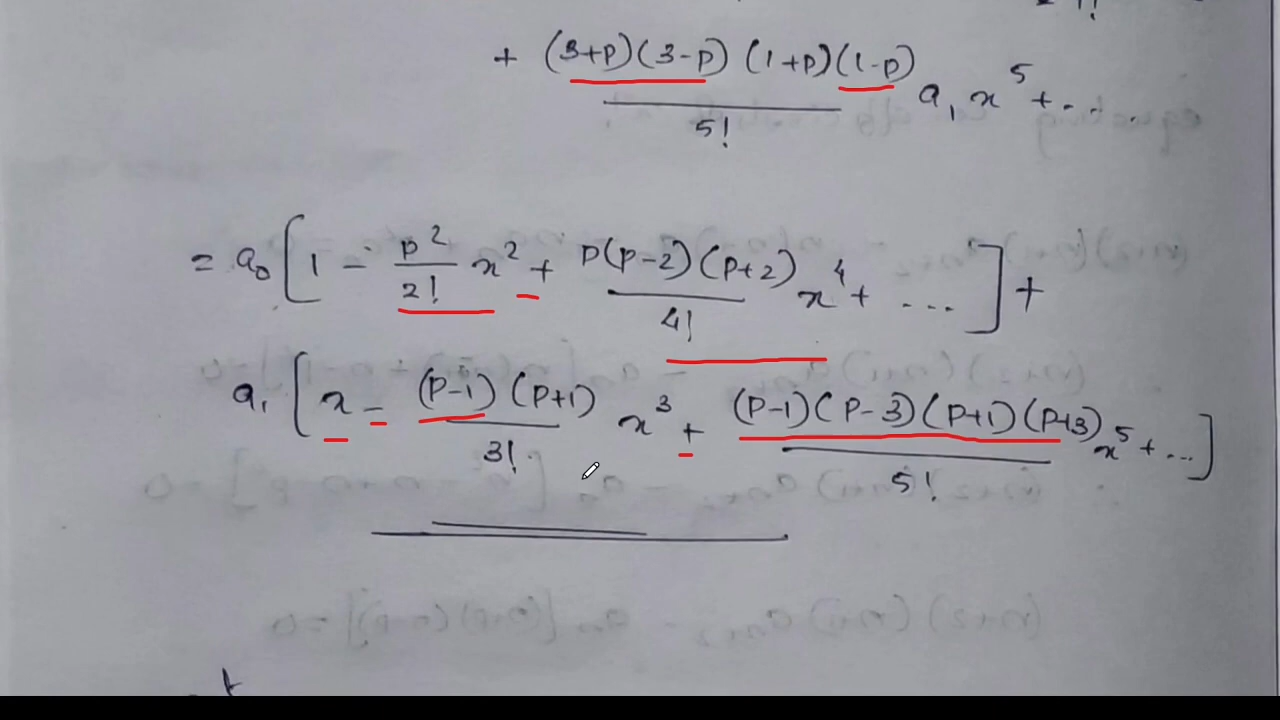 + (3+p)(3-p) (1+p)(1-p) / 5! a₁ x⁵ + ...
= a₀ [ 1 - p²/2! x² + p(p-2)(p+2)/4! x⁴ + ... ] +
a₁ [ x - (p-1)(p+1)/3! x³ + (p-1)(p-3)(p+1)(p+3)/5! x⁵ + ... ]